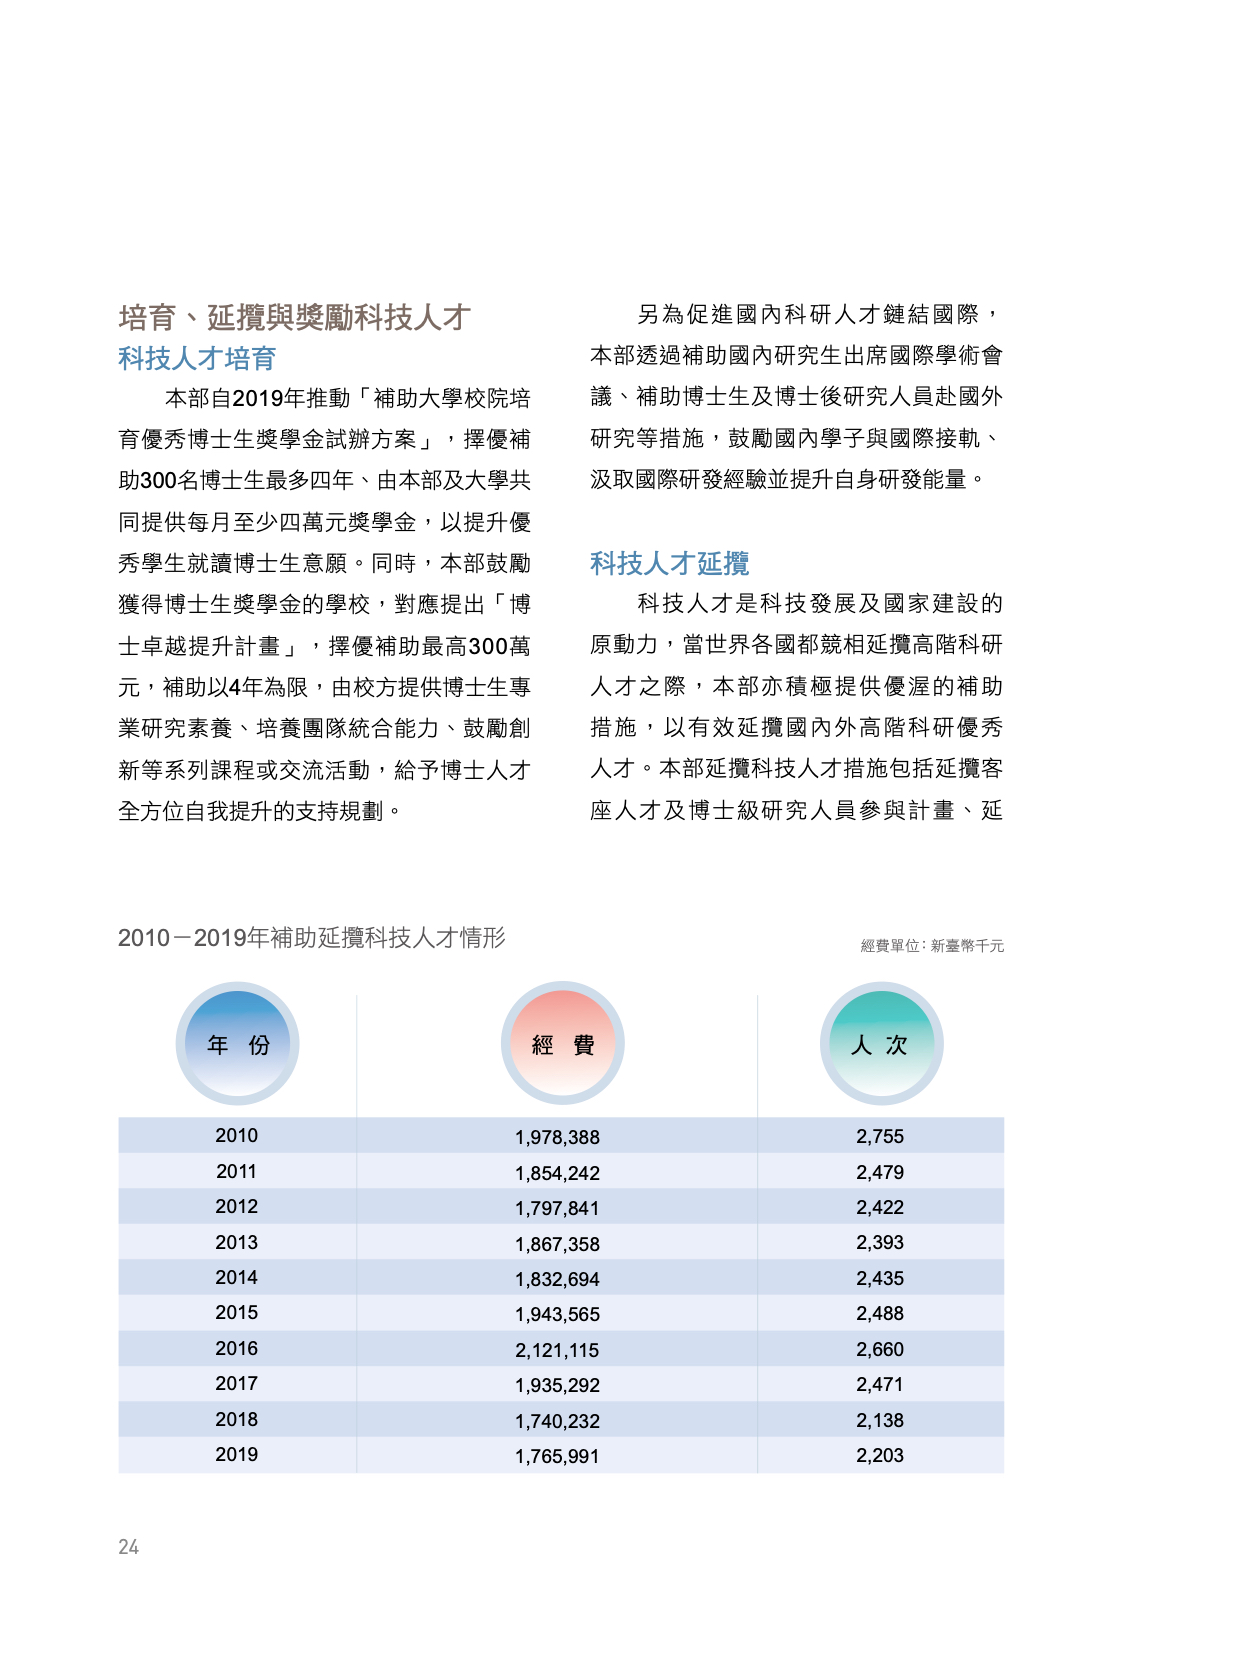 培育、延攬與獎勵科技人才
科技人才培育
本部自2019年推動「補助大學校院培
育優秀博士生獎學金試辦方案」，擇優補
助300名博士生最多四年、由本部及大學共
同提供每月至少四萬元獎學金，以提升優
秀學生就讀博士生意願。同時，本部鼓勵
獲得博士生獎學金的學校，對應提出「博
士卓越提升計畫」，擇優補助最高300萬
元，補助以4年為限，由校方提供博士生專
業研究素養、培養團隊統合能力、鼓勵創
新等系列課程或交流活動，給予博士人才
全方位自我提升的支持規劃。
另為促進國內科研人才鏈結國際，
本部透過補助國內研究生出席國際學術會
議、補助博士生及博士後研究人員赴國外
研究等措施，鼓勵國內學子與國際接軌、
汲取國際研發經驗並提升自身研發能量。
科技人才延攬
科技人才是科技發展及國家建設的
原動力，當世界各國都競相延攬高階科研
人才之際，本部亦積極提供優渥的補助
措施，以有效延攬國內外高階科研優秀
人才。本部延攬科技人才措施包括延攬客
座人才及博士級研究人員參與計畫、延
2010－2019年補助延攬科技人才情形
經費單位：新臺幣千元
年 份 經 費 人 次
2010 1,978,388 2,755
2011 1,854,242 2,479
2012 1,797,841 2,422
2013 1,867,358 2,393
2014 1,832,694 2,435
2015 1,943,565 2,488
2016 2,121,115 2,660
2017 1,935,292 2,471
2018 1,740,232 2,138
2019 1,765,991 2,203
24